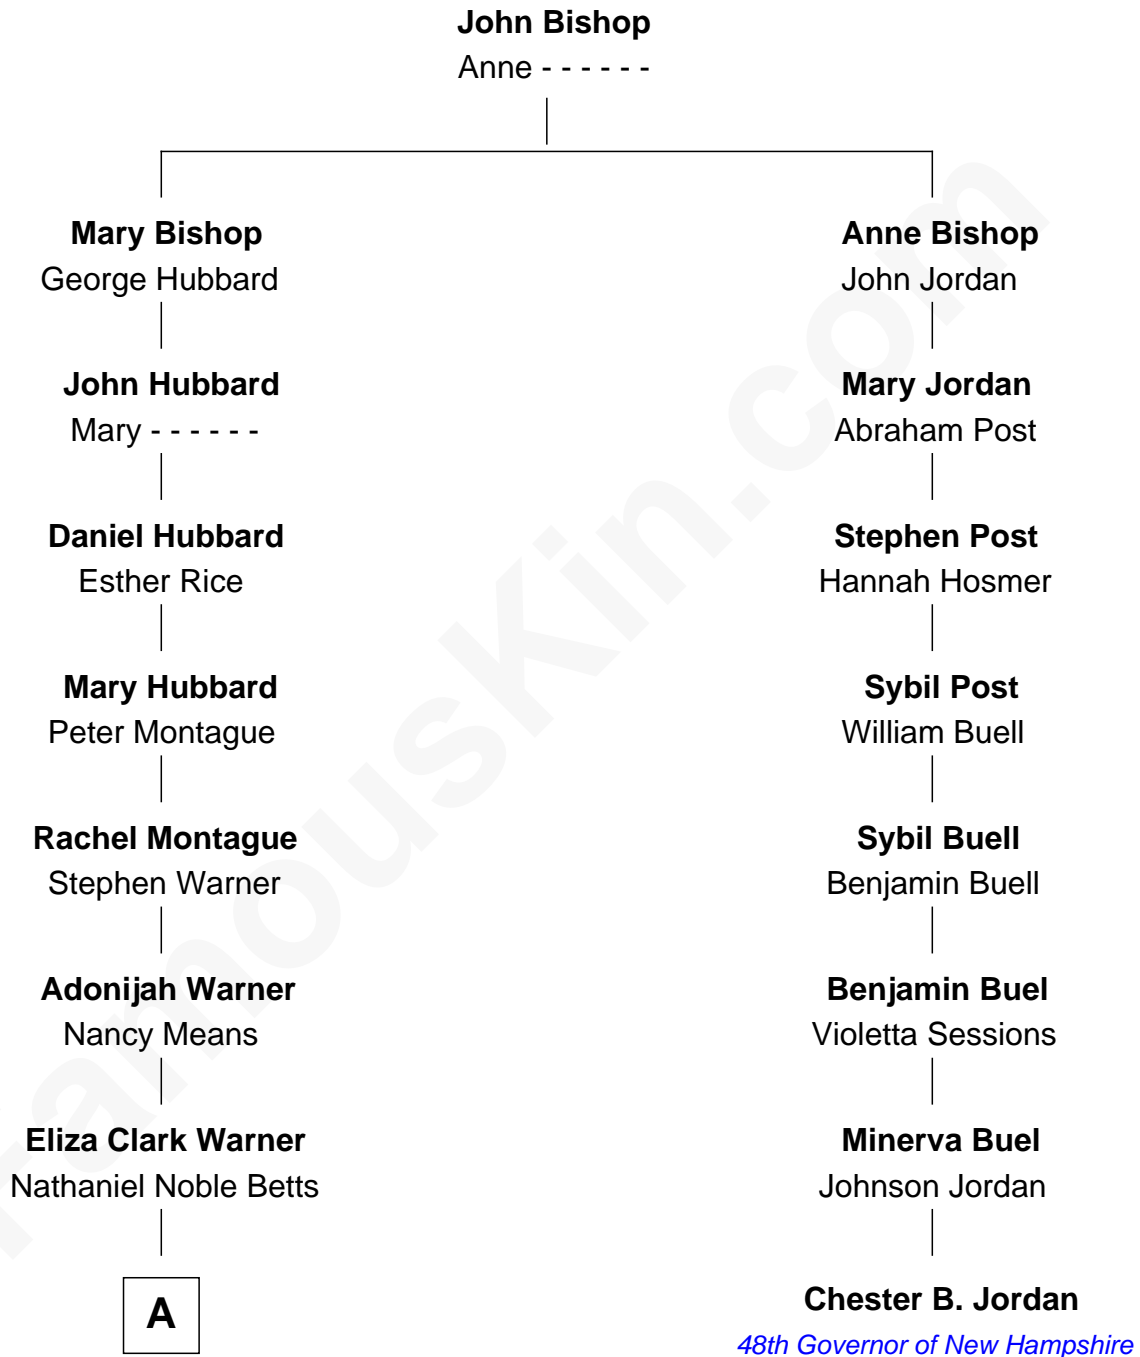 John Bishop
Anne - - - - - -
Mary Bishop
George Hubbard
Anne Bishop
John Jordan
John Hubbard
Mary - - - - - -
Mary Jordan
Abraham Post
Daniel Hubbard
Esther Rice
Stephen Post
Hannah Hosmer
Mary Hubbard
Peter Montague
Sybil Post
William Buell
Rachel Montague
Stephen Warner
Sybil Buell
Benjamin Buell
Adonijah Warner
Nancy Means
Benjamin Buel
Violetta Sessions
Eliza Clark Warner
Nathaniel Noble Betts
Minerva Buel
Johnson Jordan
A
Chester B. Jordan
48th Governor of New Hampshire
FamousKin.com